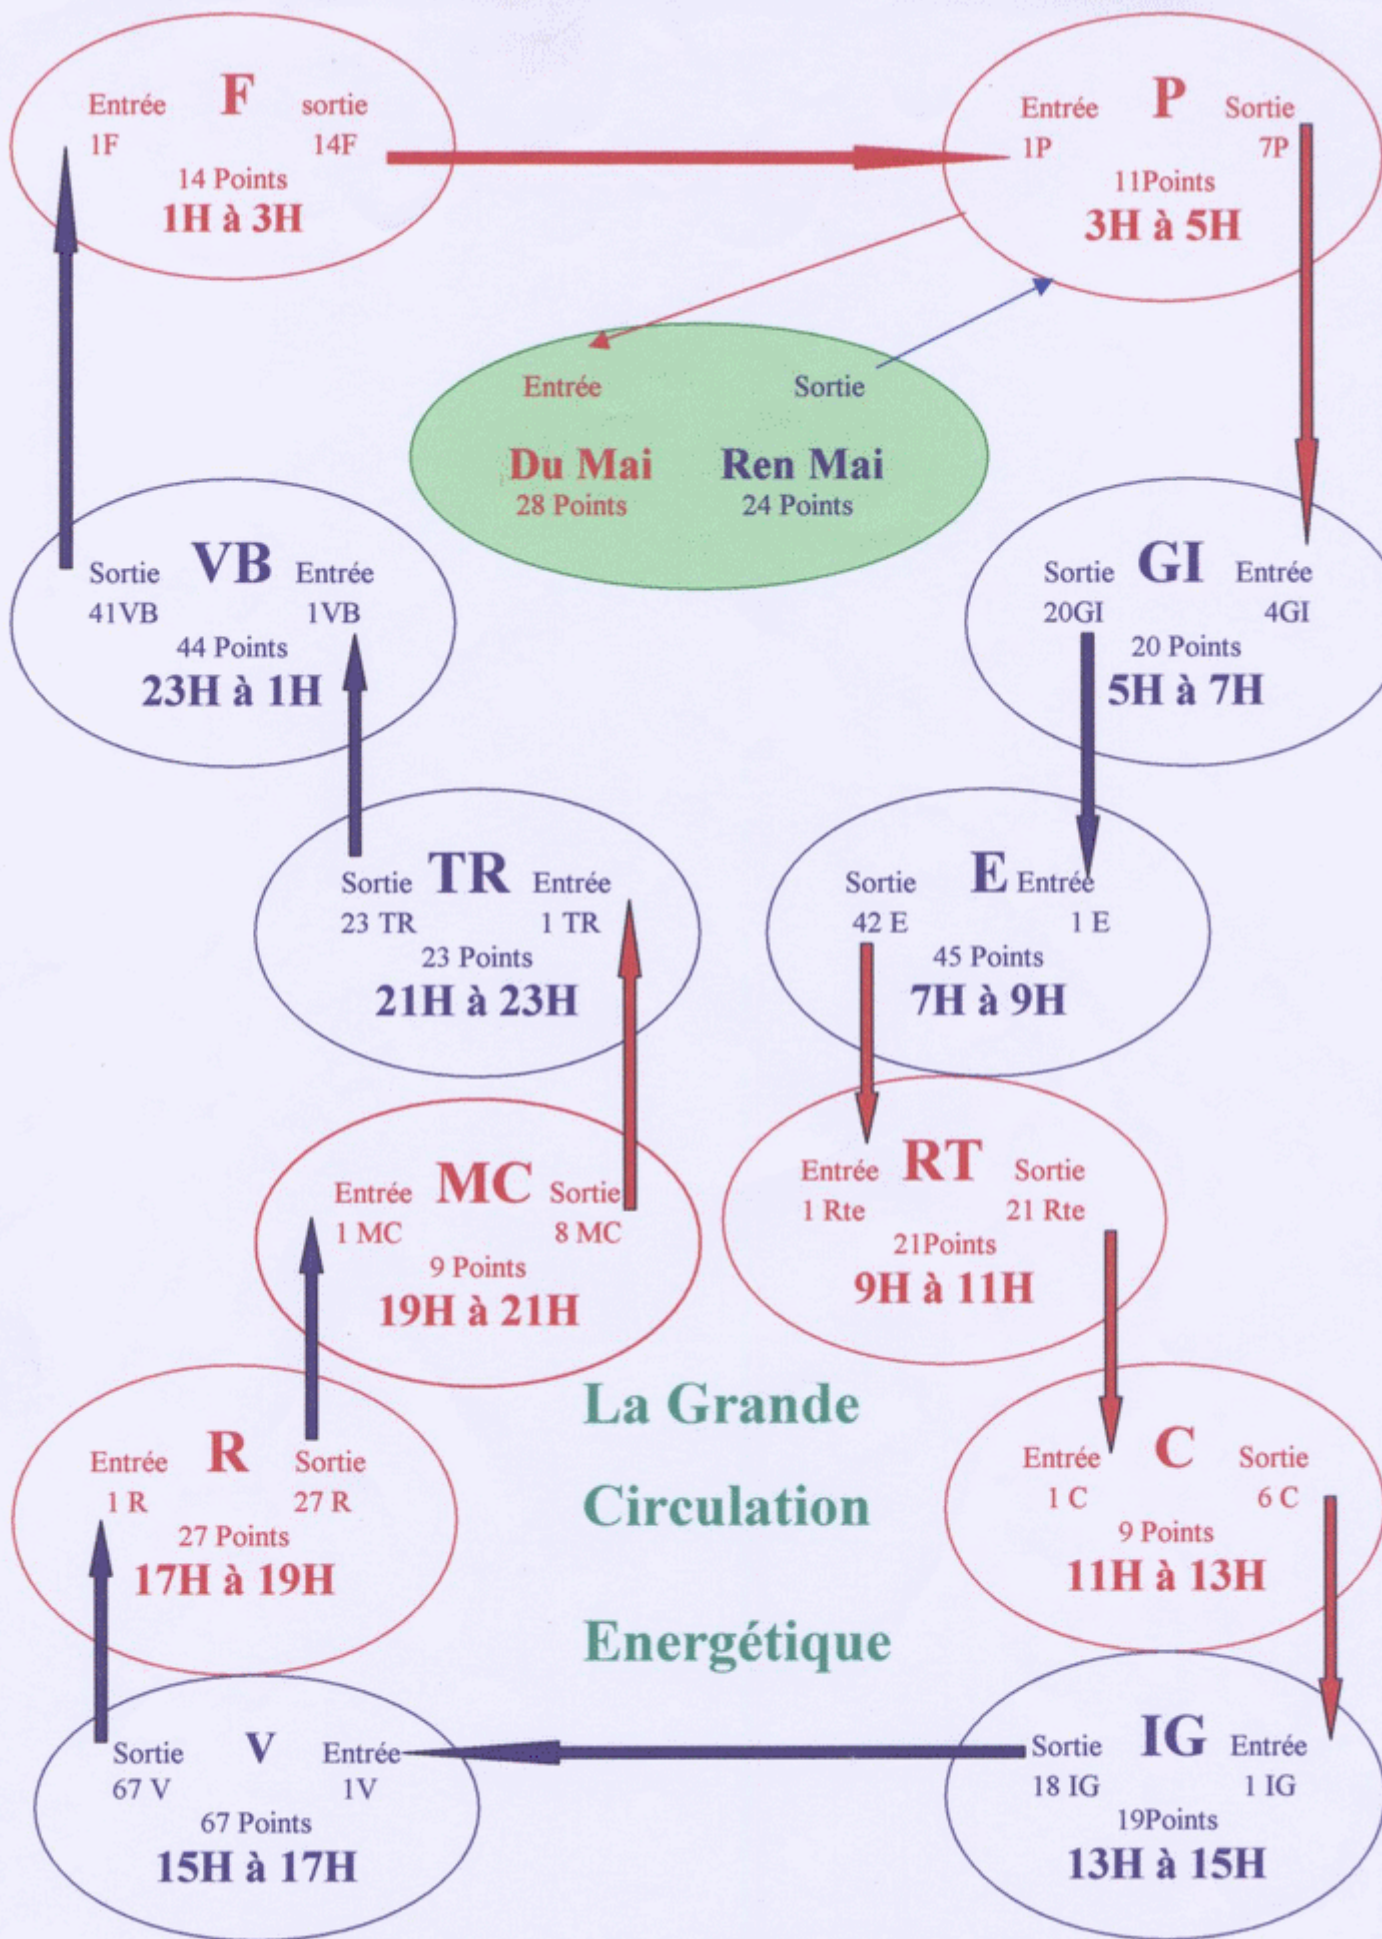 F
Entrée sortie
1F 14F
14 Points
1H à 3H
P
Entrée Sortie
1P 7P
11Points
3H à 5H
Entrée Sortie
Du Mai Ren Mai
28 Points 24 Points
VB
Sortie Entrée
41VB 1VB
44 Points
23H à 1H
GI
Sortie Entrée
20GI 4GI
20 Points
5H à 7H
TR
Sortie Entrée
23 TR 1 TR
23 Points
21H à 23H
E
Sortie Entrée
42 E 1 E
45 Points
7H à 9H
MC
Entrée Sortie
1 MC 8 MC
9 Points
19H à 21H
RT
Entrée Sortie
1 Rte 21 Rte
21Points
9H à 11H
La Grande
Circulation
Energétique
R
Entrée Sortie
1 R 27 R
27 Points
17H à 19H
C
Entrée Sortie
1 C 6 C
9 Points
11H à 13H
V
Sortie Entrée
67 V 1V
67 Points
15H à 17H
IG
Sortie Entrée
18 IG 1 IG
19Points
13H à 15H